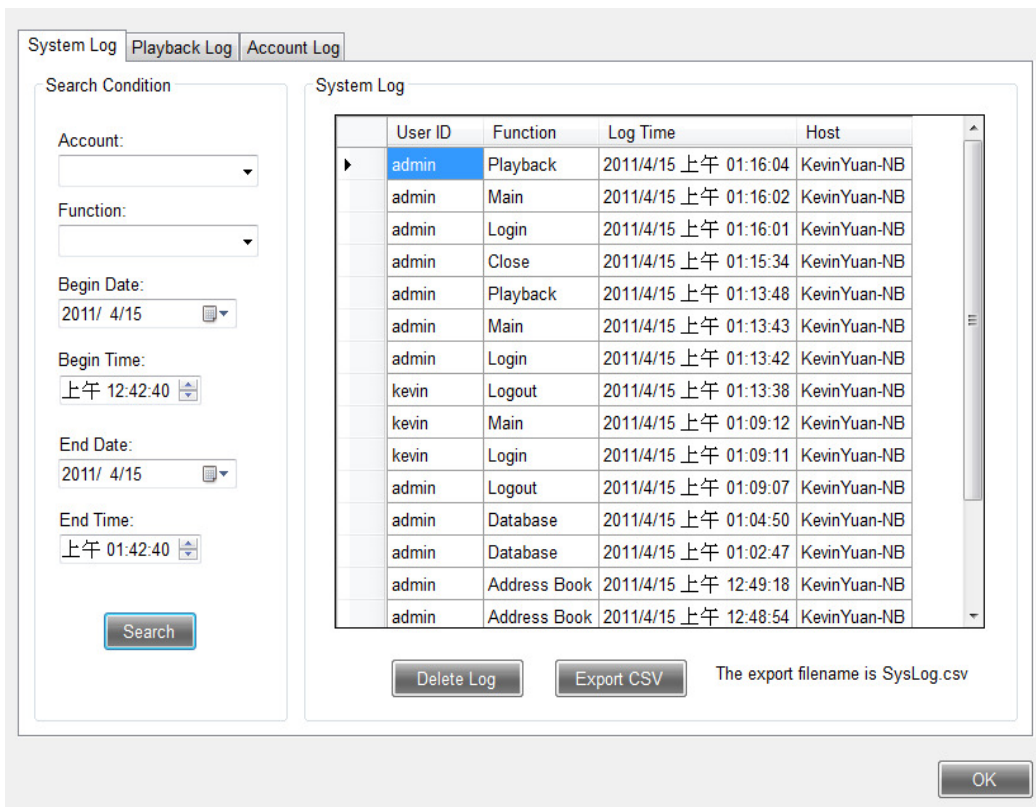 System Log Playback Log Account Log
Search Condition
Account:
Function:
Begin Date:
2011/ 4/15
Begin Time:
上午 12:42:40
End Date:
2011/ 4/15
End Time:
上午 01:42:40
Search
System Log
User ID Function Log Time Host
admin Playback 2011/4/15 上午 01:16:04 KevinYuan-NB
admin Main 2011/4/15 上午 01:16:02 KevinYuan-NB
admin Login 2011/4/15 上午 01:16:01 KevinYuan-NB
admin Close 2011/4/15 上午 01:15:34 KevinYuan-NB
admin Playback 2011/4/15 上午 01:13:48 KevinYuan-NB
admin Main 2011/4/15 上午 01:13:43 KevinYuan-NB
admin Login 2011/4/15 上午 01:13:42 KevinYuan-NB
kevin Logout 2011/4/15 上午 01:13:38 KevinYuan-NB
kevin Main 2011/4/15 上午 01:09:12 KevinYuan-NB
kevin Login 2011/4/15 上午 01:09:11 KevinYuan-NB
admin Logout 2011/4/15 上午 01:09:07 KevinYuan-NB
admin Database 2011/4/15 上午 01:04:50 KevinYuan-NB
admin Database 2011/4/15 上午 01:02:47 KevinYuan-NB
admin Address Book 2011/4/15 上午 12:49:18 KevinYuan-NB
admin Address Book 2011/4/15 上午 12:48:54 KevinYuan-NB
Delete Log Export CSV The export filename is SysLog.csv
OK